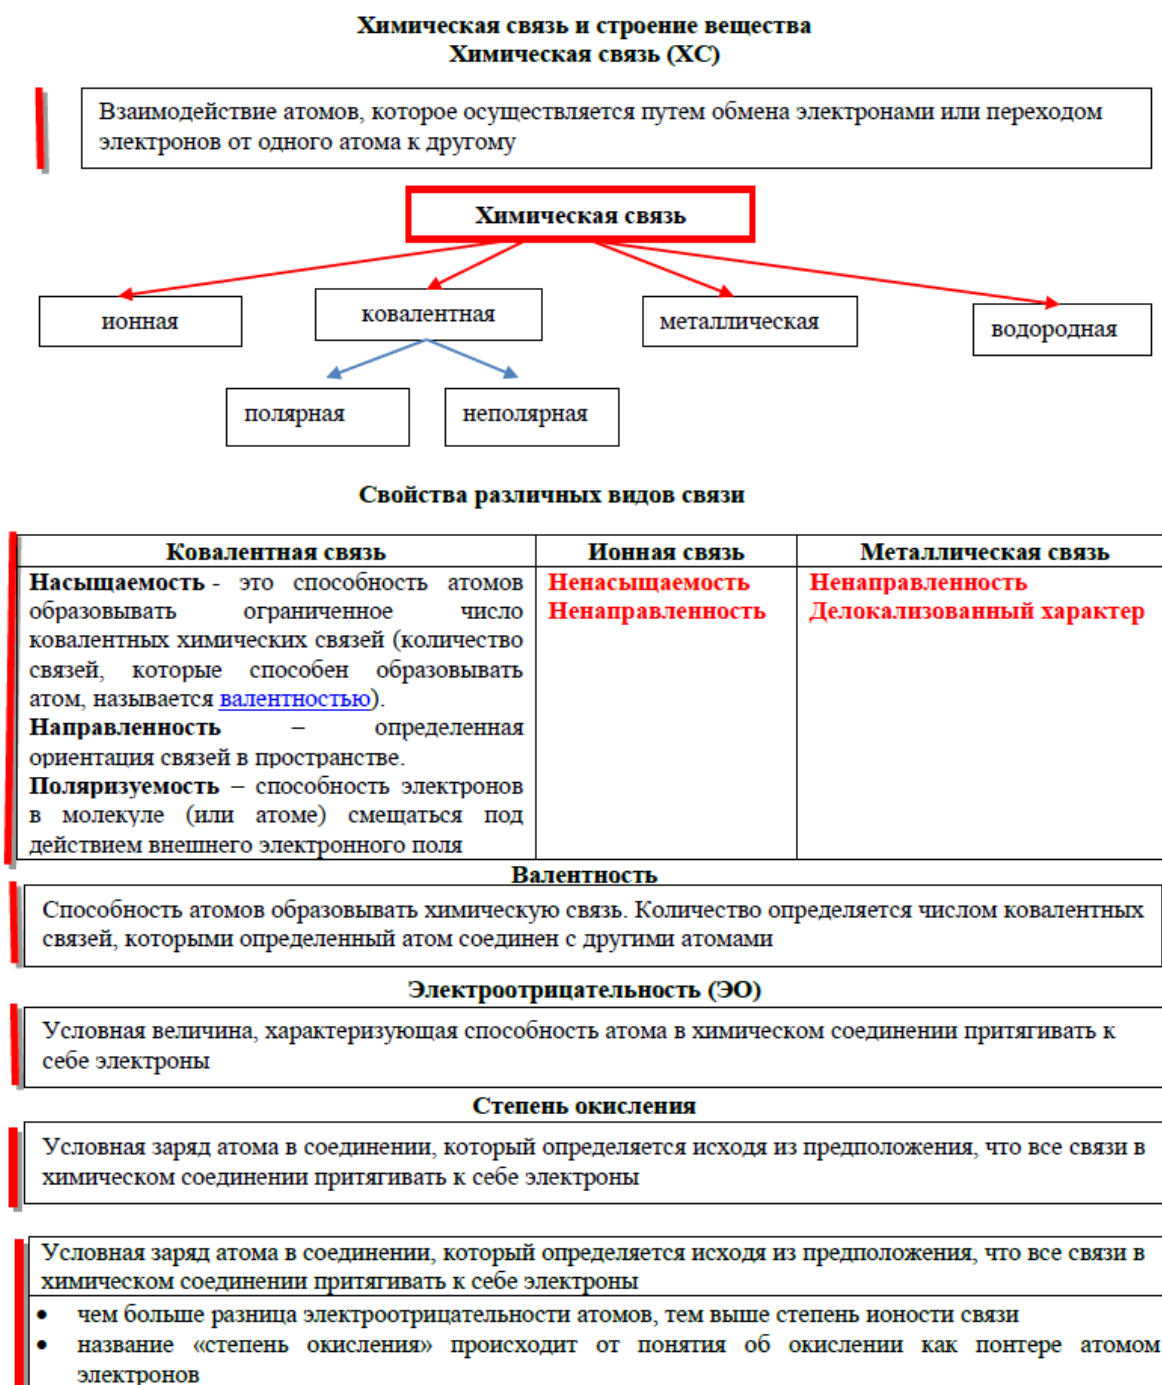 Химическая связь и строение вещества
Химическая связь (ХС)
Взаимодействие атомов, которое осуществляется путем обмена электронами или переходом
электронов от одного атома к другому
Химическая связь
ионная
ковалентная
металлическая
водородная
полярная
неполярная
Свойства различных видов связи
Ковалентная связь
Насыщаемость - это способность атомов
образовывать ограниченное число
ковалентных химических связей (количество
связей, которые способен образовывать
атом, называется валентностью).
Направленность – определенная
ориентация связей в пространстве.
Поляризуемость – способность электронов
в молекуле (или атоме) смещаться под
действием внешнего электронного поля
Ионная связь
Ненасыщаемость
Ненаправленность
Металлическая связь
Ненаправленность
Делокализованный характер
Валентность
Способность атомов образовывать химическую связь. Количество определяется числом ковалентных
связей, которыми определенный атом соединен с другими атомами
Электроотрицательность (ЭО)
Условная величина, характеризующая способность атома в химическом соединении притягивать к
себе электроны
Степень окисления
Условная заряд атома в соединении, который определяется исходя из предположения, что все связи в
химическом соединении притягивать к себе электроны
Условная заряд атома в соединении, который определяется исходя из предположения, что все связи в
химическом соединении притягивать к себе электроны
• чем больше разница электроотрицательности атомов, тем выше степень ионости связи
• название «степень окисления» происходит от понятия об окислении как понтере атомом
электронов